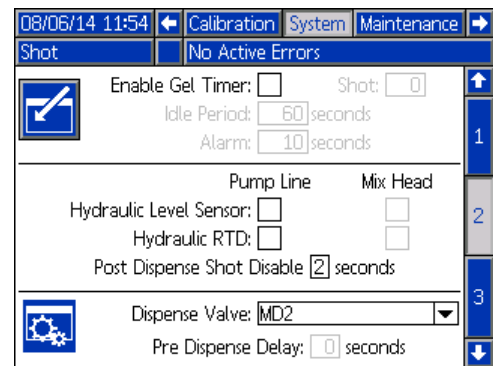 08/06/14 11:54 Calibration System Maintenance
Shot No Active Errors
Enable Gel Timer: Shot: 0
Idle Period: 60 seconds
Alarm: 10 seconds
1
Pump Line Mix Head
Hydraulic Level Sensor:
2
Hydraulic RTD:
Post Dispense Shot Disable 2 seconds
3
Dispense Valve: MD2
Pre Dispense Delay: 0 seconds